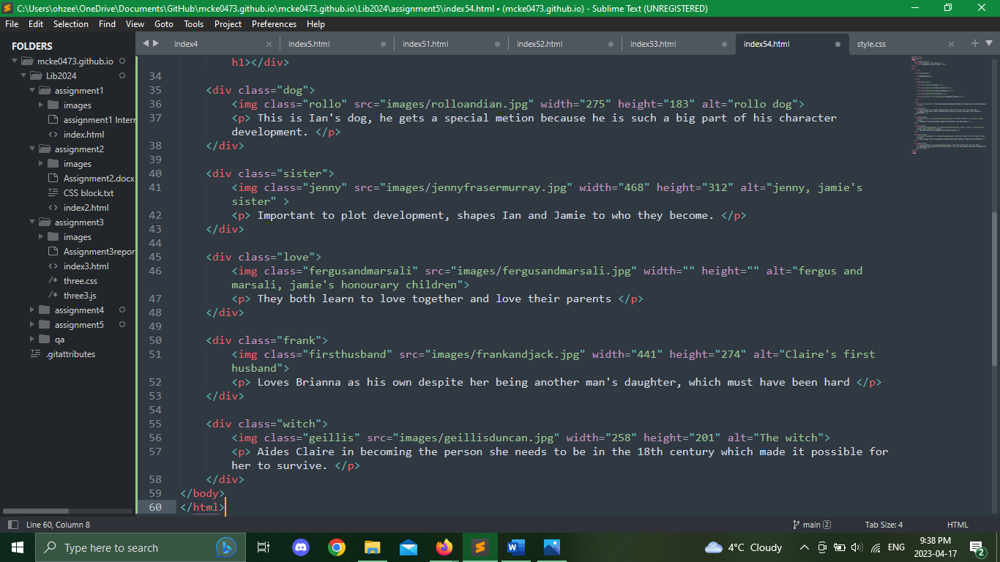 C:\Users\ohzee\OneDrive\Documents\GitHub\mcke0473.github.io\mcke0473.github.io\Lib2024\assignment5\index54.html • (mcke0473.github.io) - Sublime Text (UNREGISTERED)
File Edit Selection Find View Goto Tools Project Preferences Help
FOLDERS
mcke0473.github.io
Lib2024
assignment1
images
assignment1 Interr
index.html
assignment2
images
Assignment2.docx
CSS block.txt
index2.html
assignment3
images
Assignment3repor
index3.html
three.css
three3.js
assignment4
assignment5
qa
.gitattributes
index4 index5.html index51.html index52.html index53.html index54.html style.css
h1></div>
34
35 <div class="dog">
36 <img class="rollo" src="images/rolloandian.jpg" width="275" height="183" alt="rollo dog">
37 <p> This is Ian's dog, he gets a special metion because he is such a big part of his character
development. </p>
38 </div>
39
40 <div class="sister">
41 <img class="jenny" src="images/jennyfrasermurray.jpg" width="468" height="312" alt="jenny, jamie's
sister" >
42 <p> Important to plot development, shapes Ian and Jamie to who they become. </p>
43 </div>
44
45 <div class="love">
46 <img class="fergusandmarsali" src="images/fergusandmarsali.jpg" width="" height="" alt="fergus and
marsali, jamie's honourary children">
47 <p> They both learn to love together and love their parents </p>
48 </div>
49
50 <div class="frank">
51 <img class="firsthusband" src="images/frankandjack.jpg" width="441" height="274" alt="Claire's first
husband">
52 <p> Loves Brianna as his own despite her being another man's daughter, which must have been hard </p>
53 </div>
54
55 <div class="witch">
56 <img class="geillis" src="images/geillisduncan.jpg" width="258" height="201" alt="The witch">
57 <p> Aides Claire in becoming the person she needs to be in the 18th century which made it possible for
her to survive. </p>
58 </div>
59 </body>
60 </html>
Line 60, Column 8 main 2 Tab Size: 4 HTML
Type here to search
4°C Cloudy
ENG
9:38 PM
2023-04-17
2